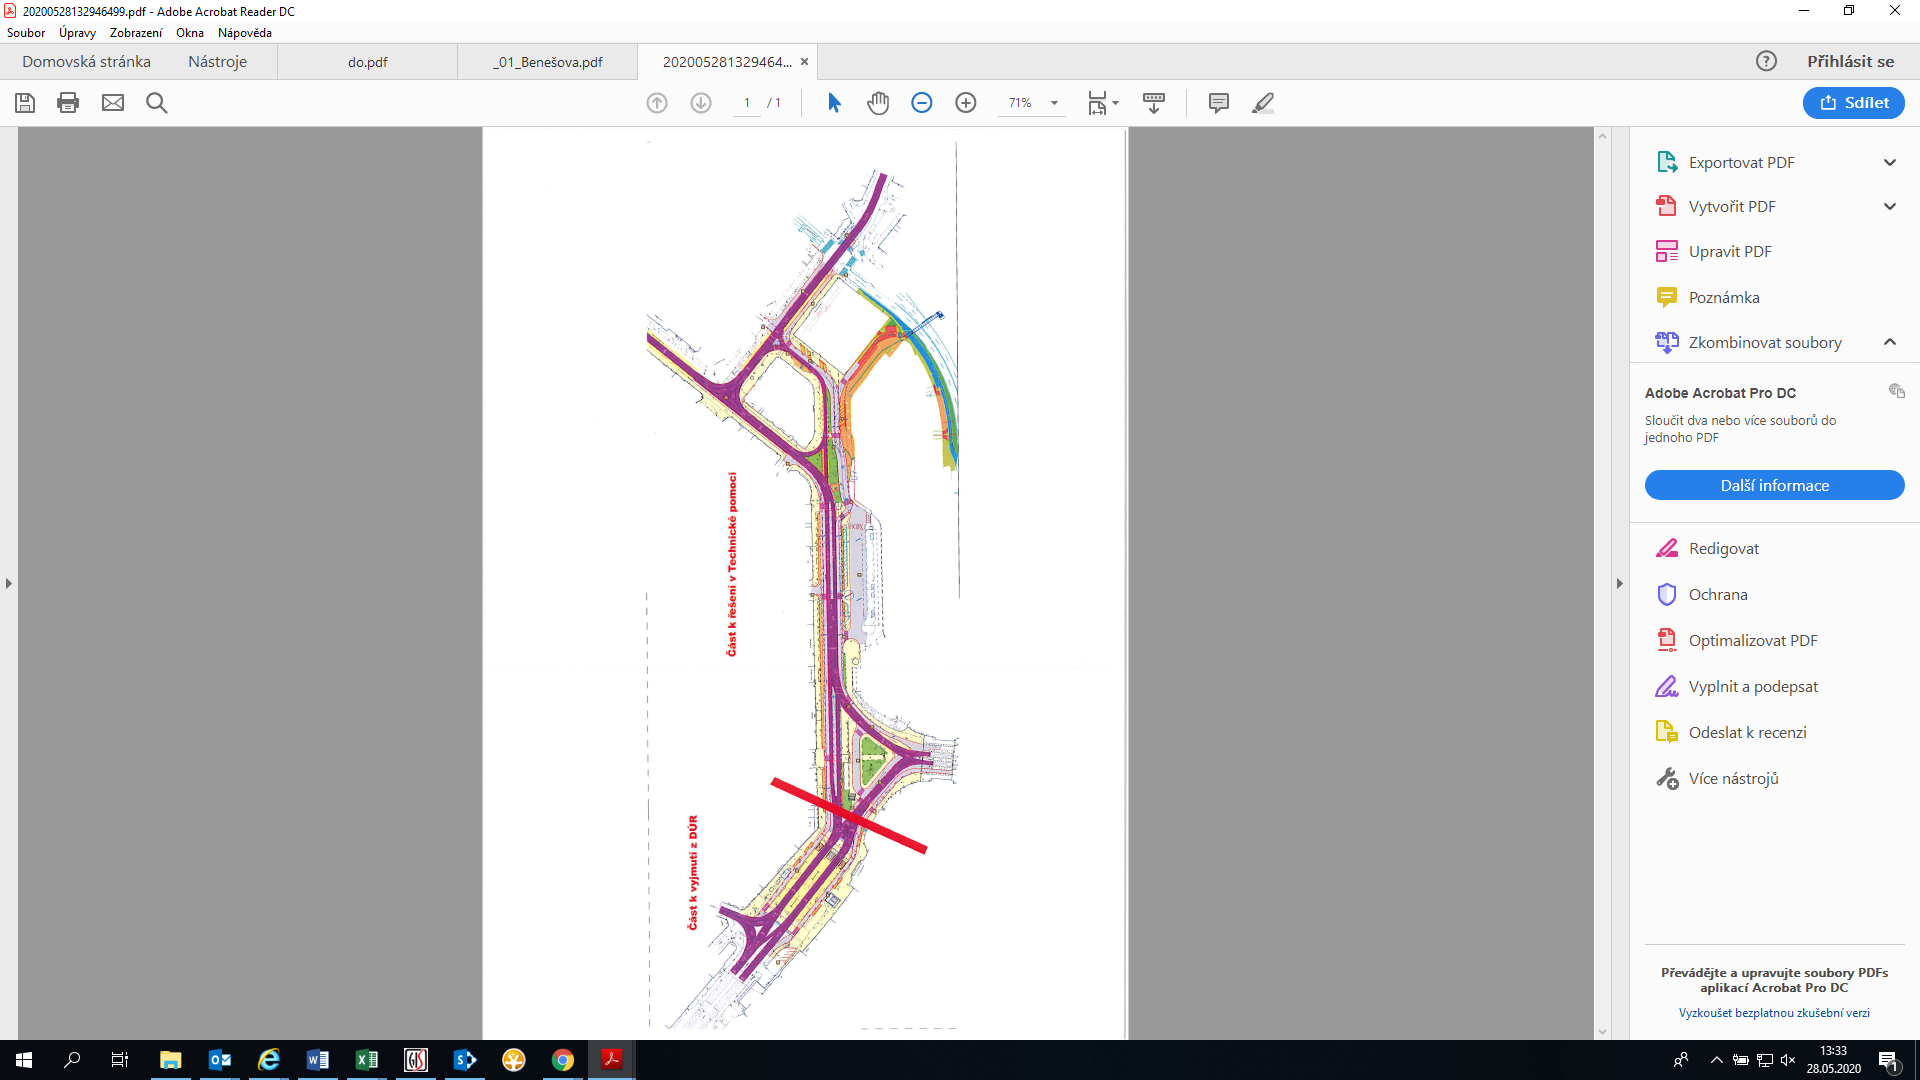 20200528132946499.pdf - Adobe Acrobat Reader DC
Soubor Úpravy Zobrazení Okna Nápověda
Domovská stránka Nástroje do.pdf _01_Benešova.pdf 202005281329464... × Přihlásit se
1 / 1 71% Sdílet
Exportovat PDF
Vytvořit PDF
Upravit PDF
Poznámka
Zkombinovat soubory
Adobe Acrobat Pro DC
Sloučit dva nebo více souborů do
jednoho PDF
Další informace
Redigovat
Ochrana
Optimalizovat PDF
Vyplnit a podepsat
Odeslat k recenzi
Více nástrojů
Převádějte a upravujte soubory PDFs
aplikací Acrobat Pro DC
Vyzkoušet bezplatnou zkušební verzi
Část k řešení v Technické pomoci
Část k vyjmutí z DÚR
13:33
28.05.2020
1